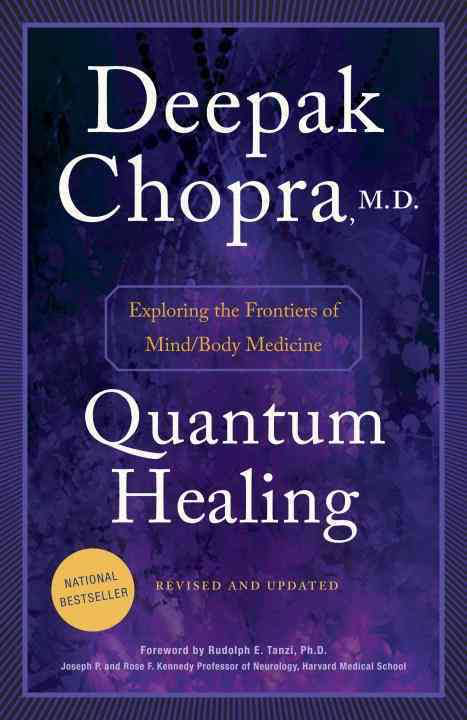 Deepak
Chopra, M.D.
Exploring the Frontiers of
Mind/Body Medicine
Quantum
Healing
NATIONAL
BESTSELLER
REVISED AND UPDATED
Foreword by Rudolph E. Tanzi, Ph.D.
Joseph P. and Rose F. Kennedy Professor of Neurology, Harvard Medical School